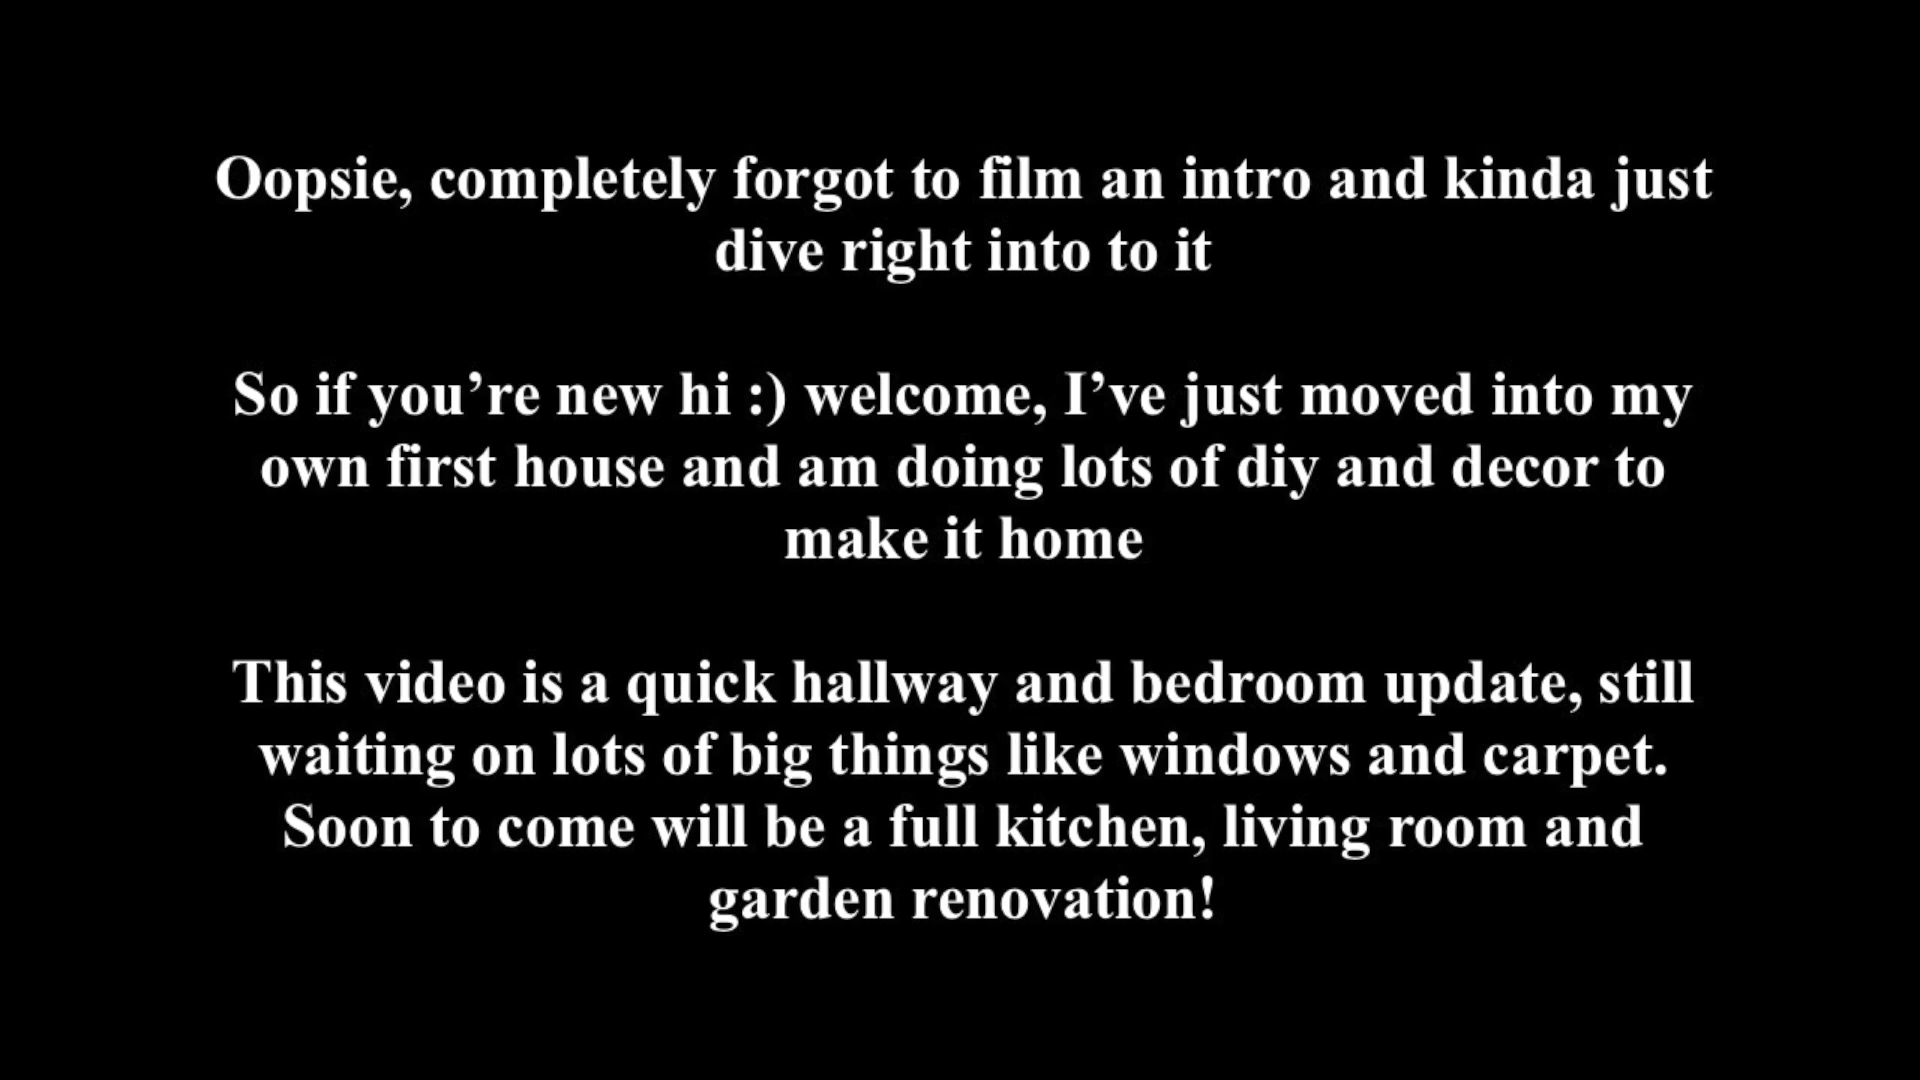 Oopsie, completely forgot to film an intro and kinda just
dive right into to it
So if you’re new hi :) welcome, I’ve just moved into my
own first house and am doing lots of diy and decor to
make it home
This video is a quick hallway and bedroom update, still
waiting on lots of big things like windows and carpet.
Soon to come will be a full kitchen, living room and
garden renovation!